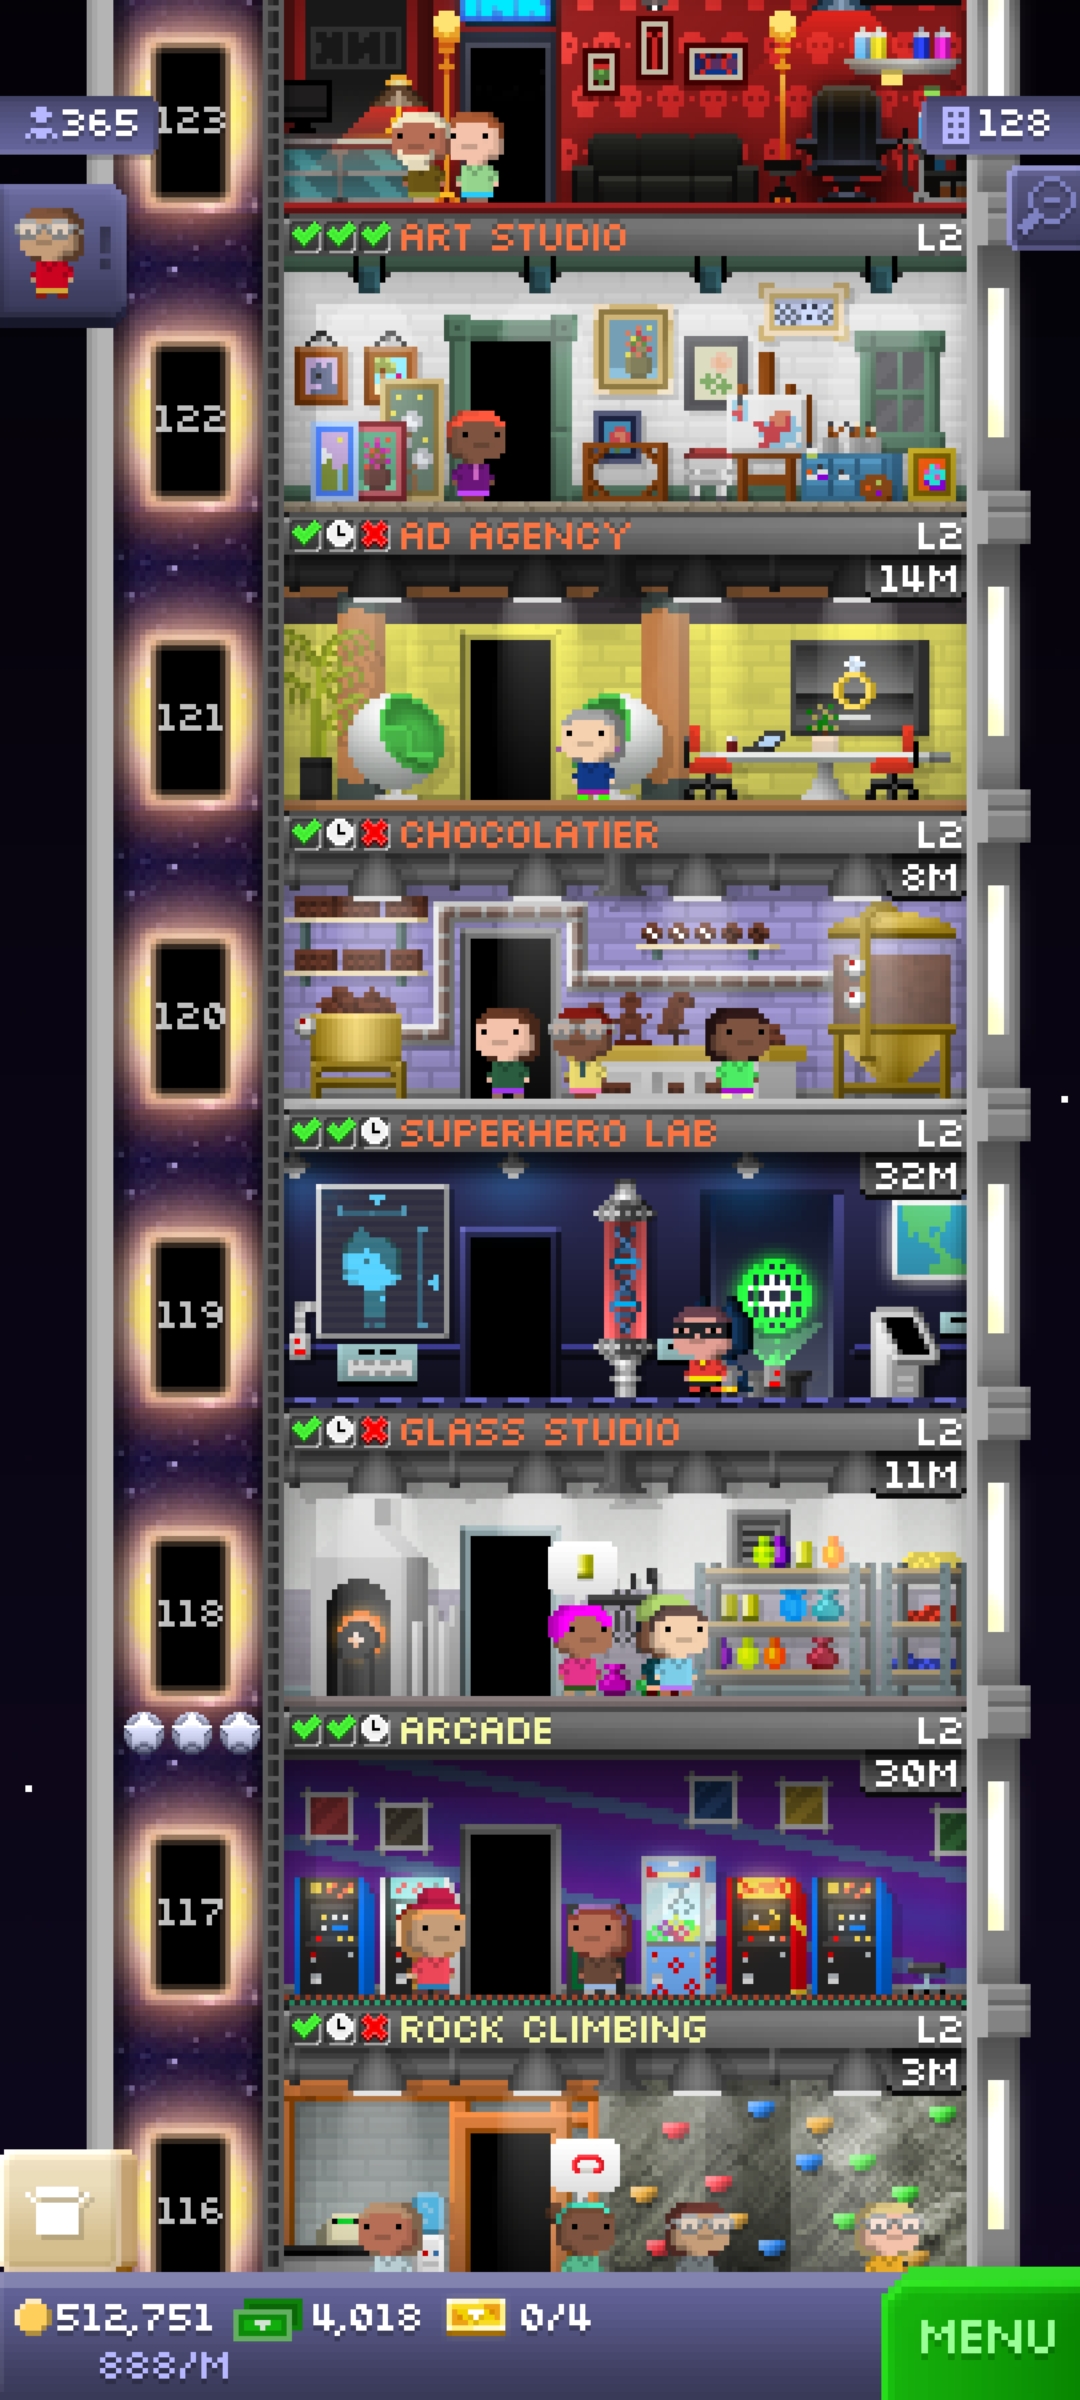 INK
123
365
128
!
ART STUDIO L2
122
AD AGENCY L2
14M
121
CHOCOLATIER L2
8M
120
SUPERHERO LAB L2
32M
119
GLASS STUDIO L2
11M
118
ARCADE L2
30M
117
ROCK CLIMBING L2
3M
116
512,751 4,018 0/4
888/M
MENU